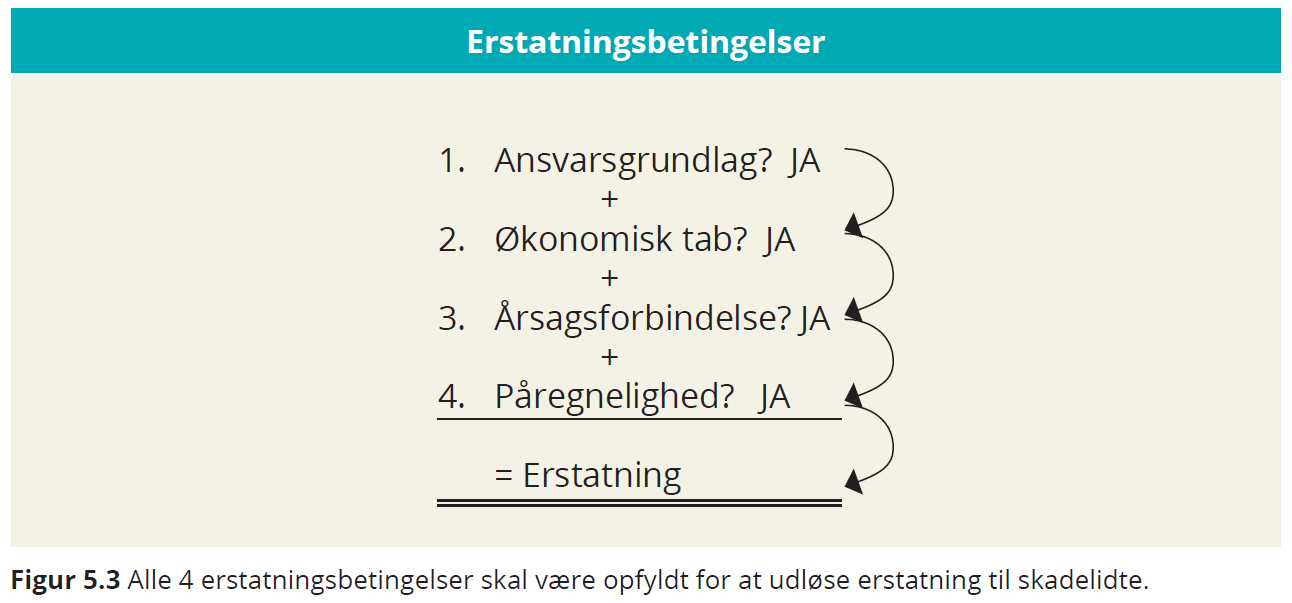 Erstatningsbetingelser
1. Ansvarsgrundlag? JA
+
2. Økonomisk tab? JA
+
3. Årsagsforbindelse? JA
+
4. Påregnelighed? JA
= Erstatning
Figur 5.3 Alle 4 erstatningsbetingelser skal være opfyldt for at udløse erstatning til skadelidte.